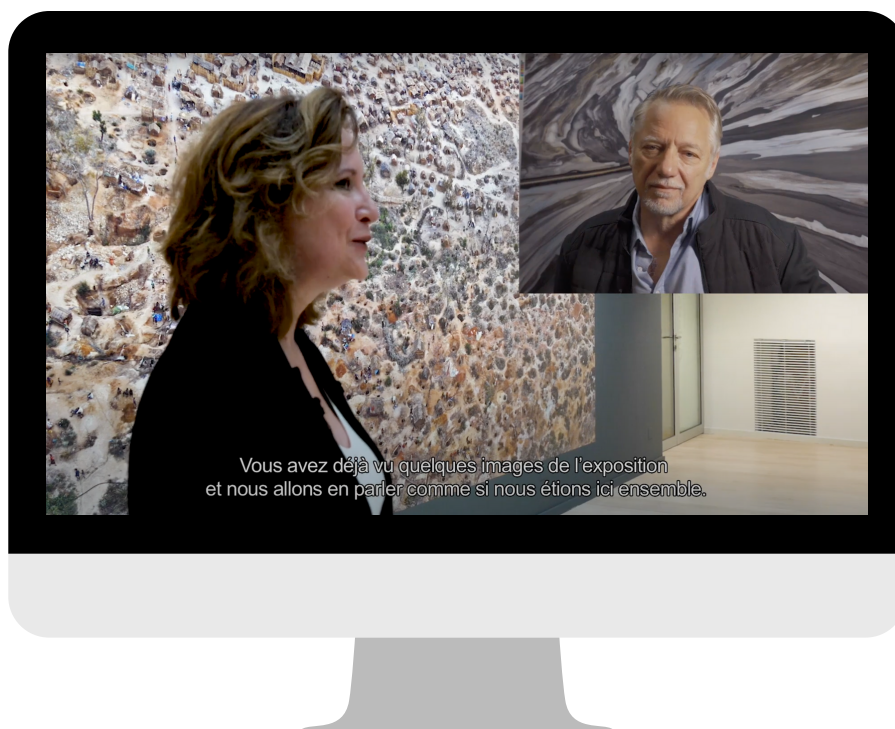 Vous avez déjà vu quelques images de l'exposition
et nous allons en parler comme si nous étions ici ensemble.